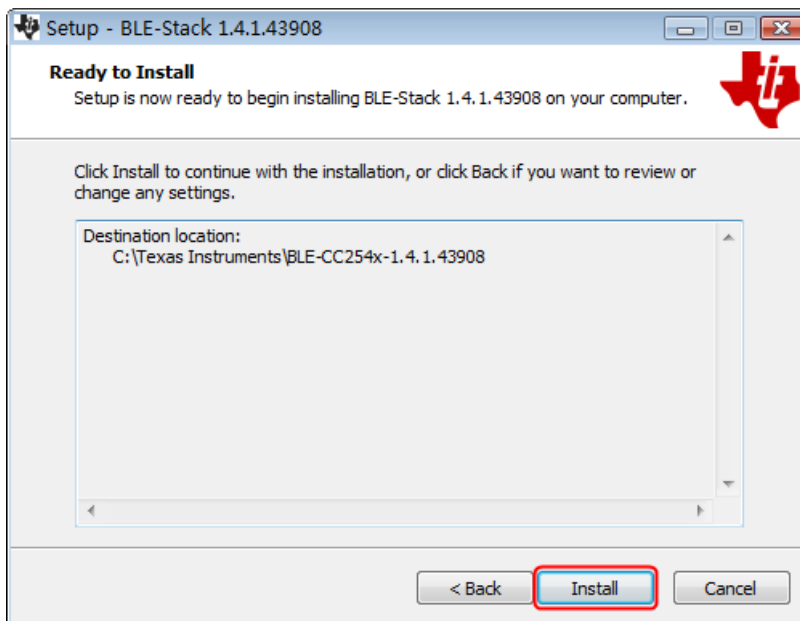 Setup - BLE-Stack 1.4.1.43908
Ready to Install
Setup is now ready to begin installing BLE-Stack 1.4.1.43908 on your computer.
Click Install to continue with the installation, or click Back if you want to review or
change any settings.
Destination location:
C:\Texas Instruments\BLE-CC254x-1.4.1.43908
< Back
Install
Cancel